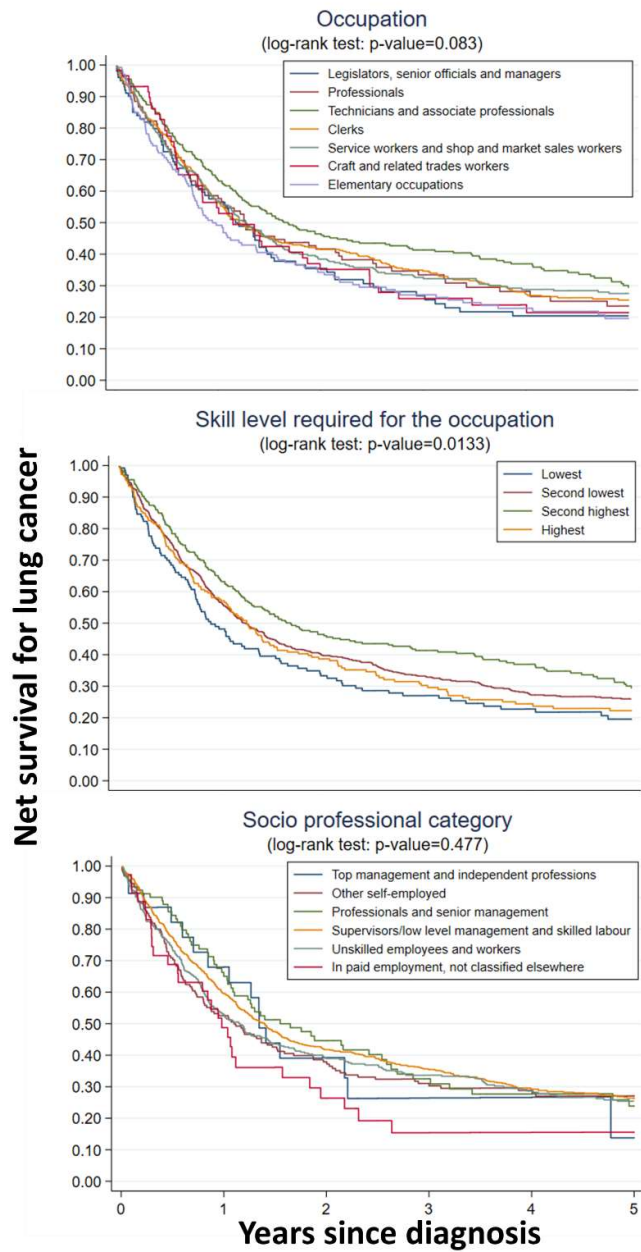 Occupation
(log-rank test: p-value=0.083)
1.00
0.90
0.80
0.70
0.60
0.50
0.40
0.30
0.20
0.10
0.00
Legislators, senior officials and managers
Professionals
Technicians and associate professionals
Clerks
Service workers and shop and market sales workers
Craft and related trades workers
Elementary occupations
Skill level required for the occupation
(log-rank test: p-value=0.0133)
1.00
0.90
0.80
0.70
0.60
0.50
0.40
0.30
0.20
0.10
0.00
Lowest
Second lowest
Second highest
Highest
Net survival for lung cancer
Socio professional category
(log-rank test: p-value=0.477)
1.00
0.90
0.80
0.70
0.60
0.50
0.40
0.30
0.20
0.10
0.00
Top management and independent professions
Other self-employed
Professionals and senior management
Supervisors/low level management and skilled labour
Unskilled employees and workers
In paid employment, not classified elsewhere
0 1 2 3 4 5
Years since diagnosis